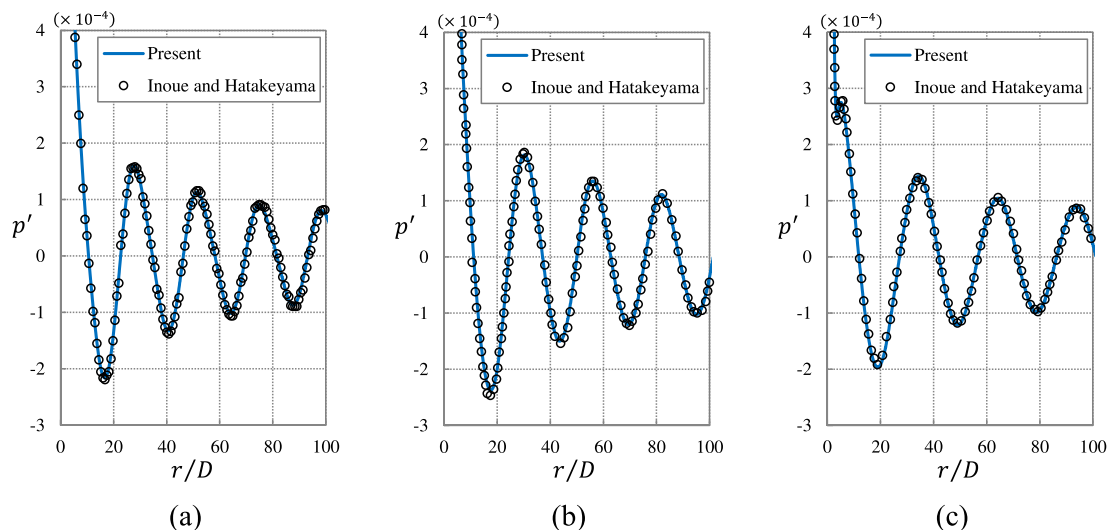 (× 10⁻⁴)
4
3
2
1
0
-1
-2
-3
p′
0 20 40 60 80 100
r/D
Present
Inoue and Hatakeyama
(a)
(× 10⁻⁴)
4
3
2
1
0
-1
-2
-3
p′
0 20 40 60 80 100
r/D
Present
Inoue and Hatakeyama
(b)
(× 10⁻⁴)
4
3
2
1
0
-1
-2
-3
p′
0 20 40 60 80 100
r/D
Present
Inoue and Hatakeyama
(c)